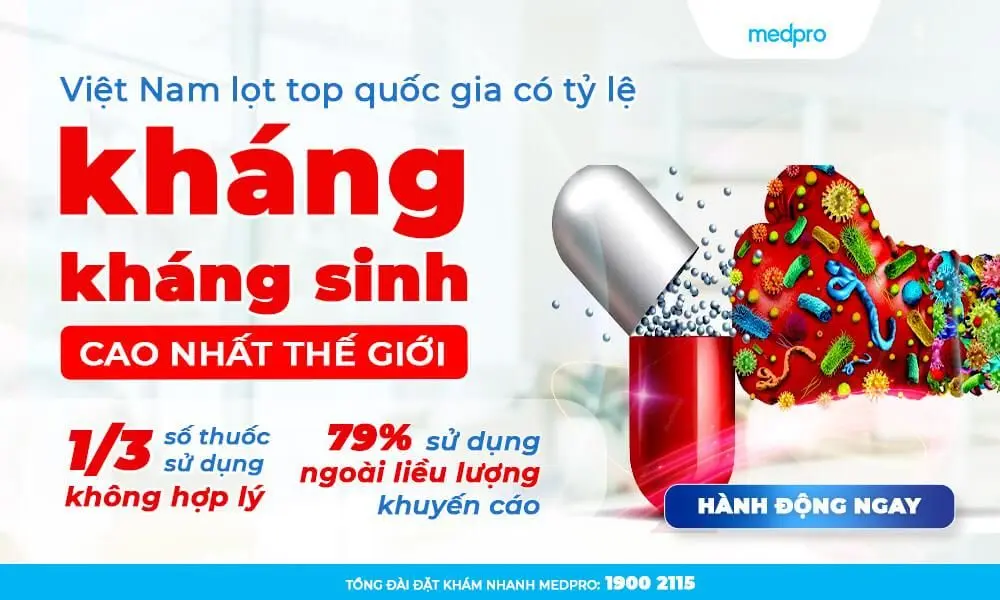 medpro
Việt Nam lọt top quốc gia có tỷ lệ
kháng
kháng sinh
CAO NHẤT THẾ GIỚI
1/3 số thuốc
sử dụng
không hợp lý
79% sử dụng
ngoài liều lượng
khuyến cáo
HÀNH ĐỘNG NGAY
TỔNG ĐÀI ĐẶT KHÁM NHANH MEDPRO: 1900 2115